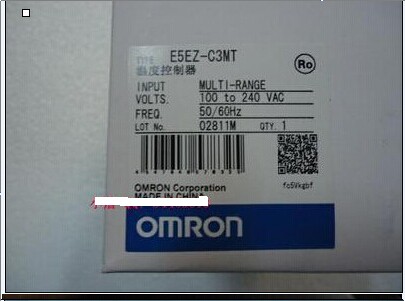 TYPE E5EZ-C3MT
温度控制器
Ro
INPUT MULTI-RANGE
VOLTS. 100 to 240 VAC
FREQ. 50/60Hz
LOT No. 02811M QTY. 1
fc5Vkgbf
OMRON Corporation
MADE IN CHINA
OMRON